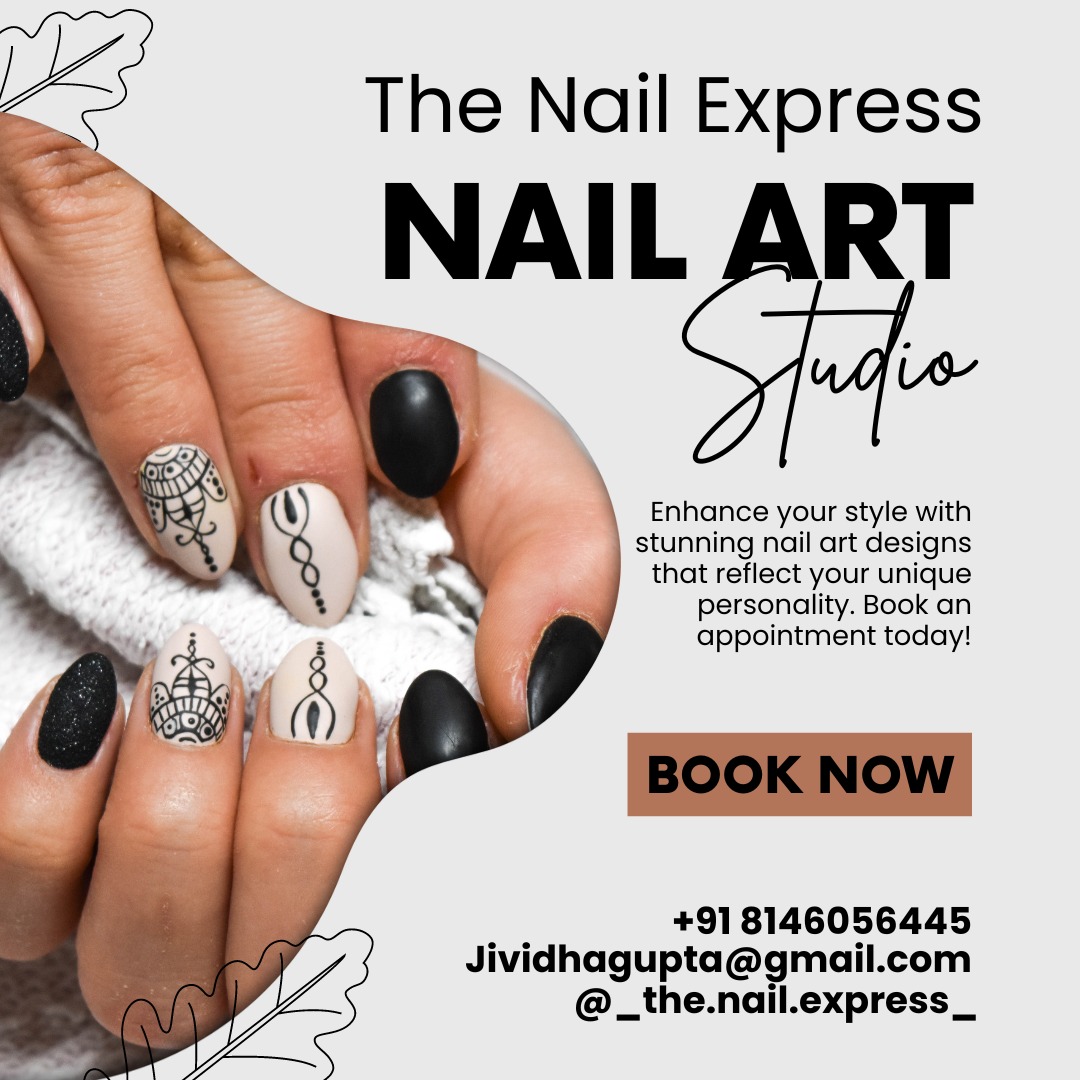 The Nail Express
NAIL ART
Studio
Enhance your style with
stunning nail art designs
that reflect your unique
personality. Book an
appointment today!
BOOK NOW
+91 8146056445
Jividhagupta@gmail.com
@_the.nail.express_